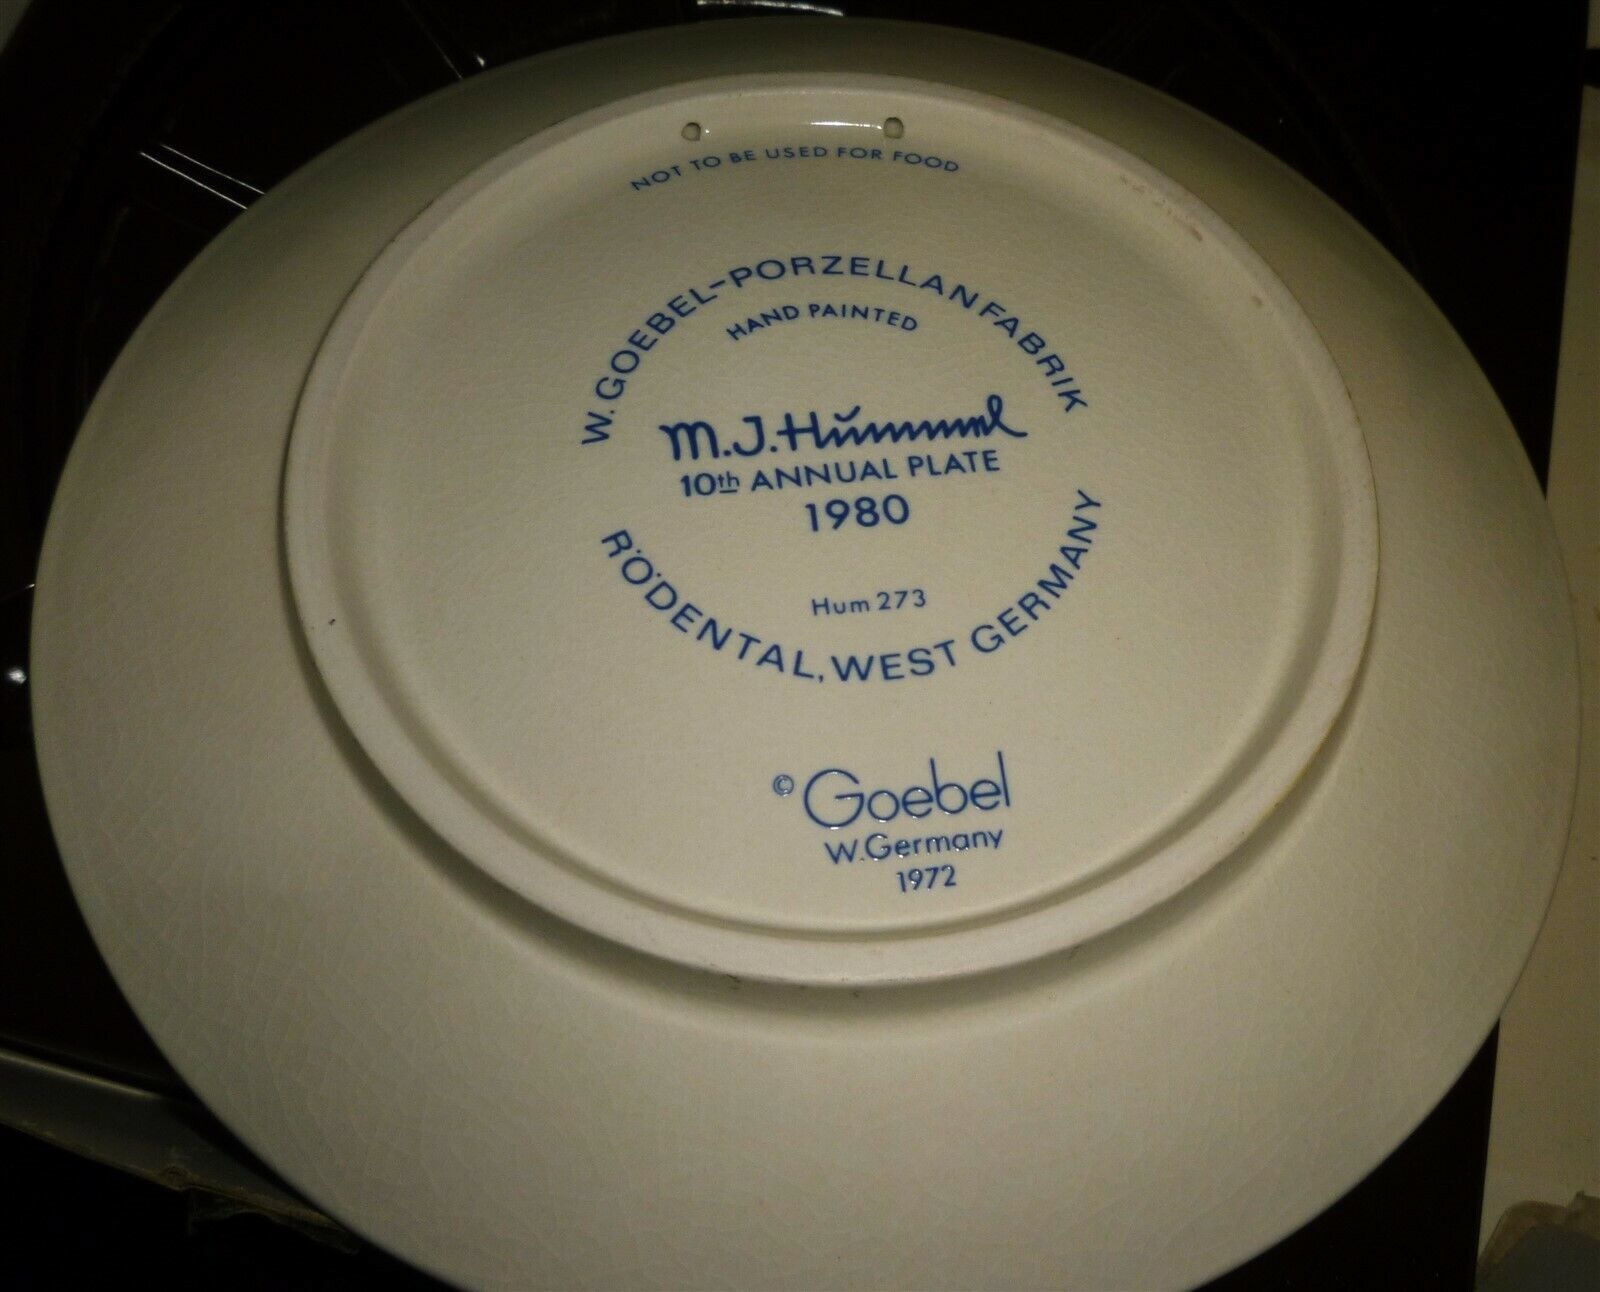 NOT TO BE USED FOR FOOD
W. GOEBEL-PORZELLANFABRIK
HAND PAINTED
M.J. Hummel
10th ANNUAL PLATE
1980
Hum 273
RÖDENTAL, WEST GERMANY
© Goebel
W. Germany
1972